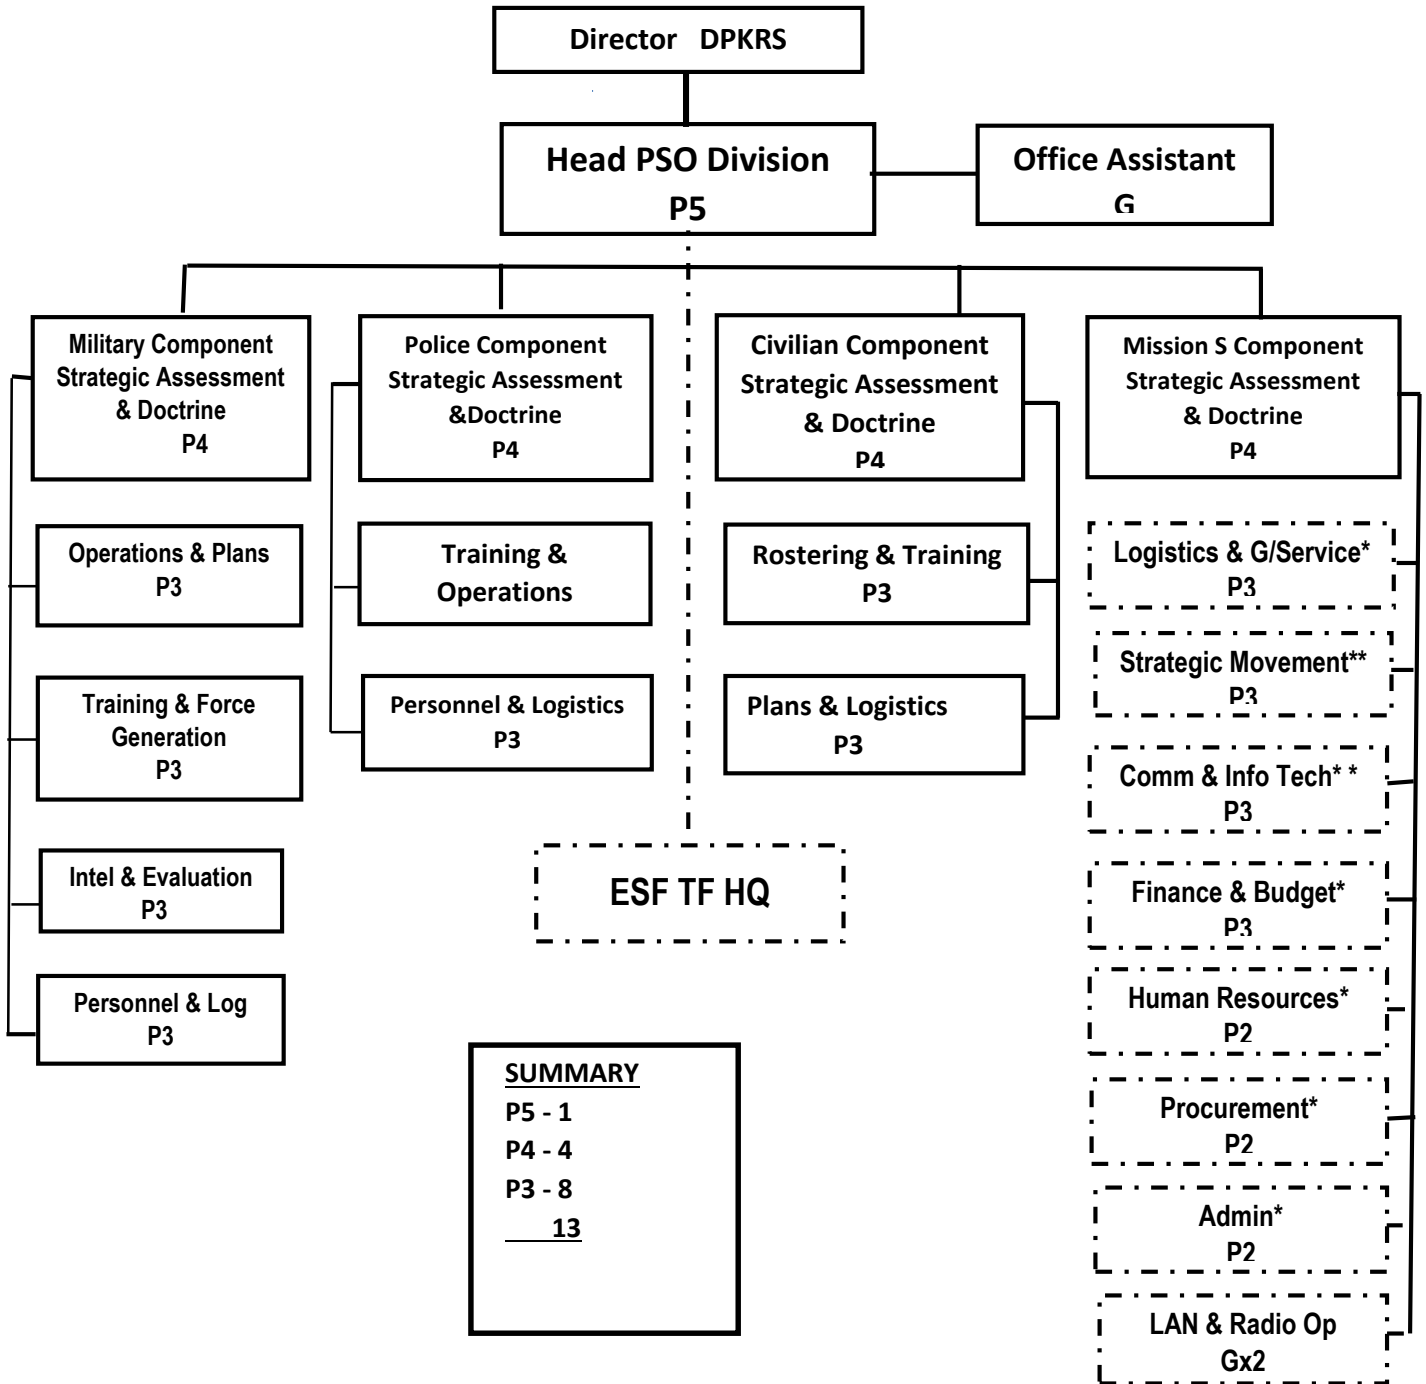 Director DPKRS
Head PSO Division
P5
Office Assistant
G
Military Component
Strategic Assessment
& Doctrine
P4
Operations & Plans
P3
Training & Force
Generation
P3
Intel & Evaluation
P3
Personnel & Log
P3
Police Component
Strategic Assessment
&Doctrine
P4
Training &
Operations
Personnel & Logistics
P3
Civilian Component
Strategic Assessment
& Doctrine
P4
Rostering & Training
P3
Plans & Logistics
P3
Mission S Component
Strategic Assessment
& Doctrine
P4
Logistics & G/Service*
P3
Strategic Movement**
P3
Comm & Info Tech* *
P3
Finance & Budget*
P3
Human Resources*
P2
Procurement*
P2
Admin*
P2
LAN & Radio Op
Gx2
ESF TF HQ
SUMMARY
P5 - 1
P4 - 4
P3 - 8
13